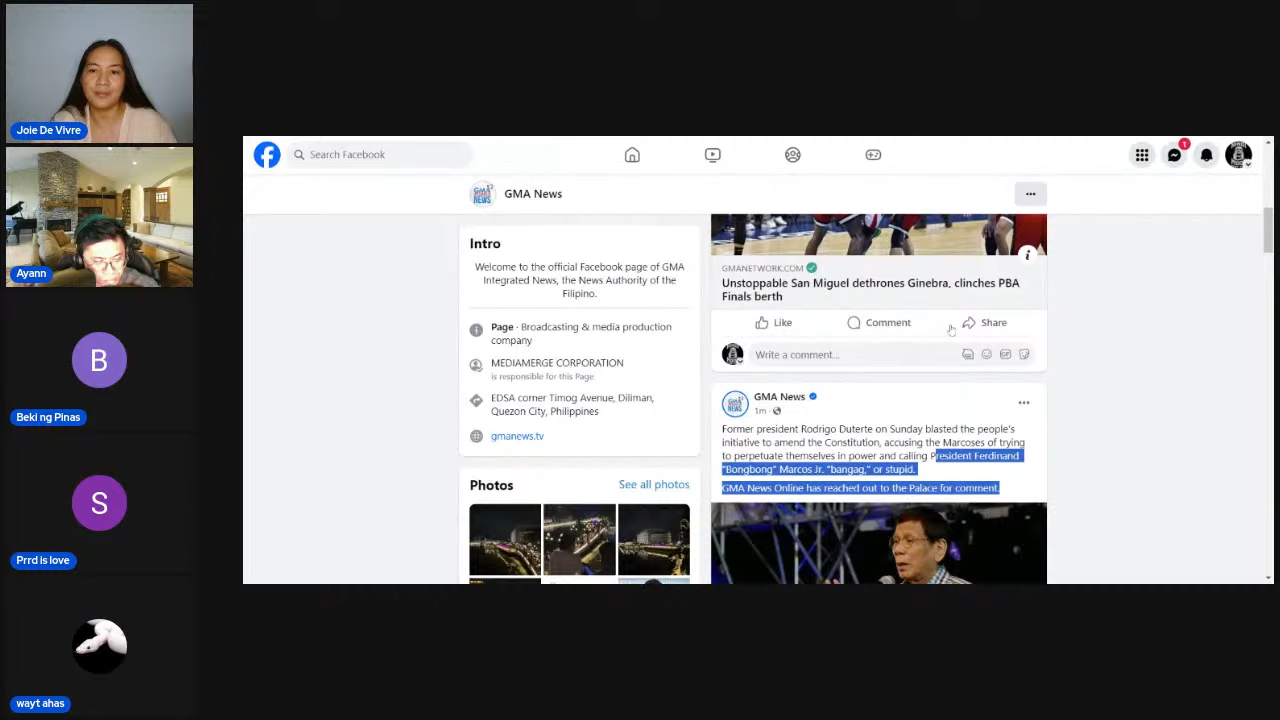 Joie De Vivre
Ayann
B
Beki ng Pinas
S
Prrd is love
wayt ahas
Search Facebook
1
GMA News
Intro
Welcome to the official Facebook page of GMA
Integrated News, the News Authority of the
Filipino.
Page · Broadcasting & media production
company
MEDIAMERGE CORPORATION
is responsible for this Page
EDSA corner Timog Avenue, Diliman,
Quezon City, Philippines
gmanews.tv
Photos
See all photos
GMANETWORK.COM
Unstoppable San Miguel dethrones Ginebra, clinches PBA
Finals berth
Like
Comment
Share
Write a comment...
GMA News
1m ·
Former president Rodrigo Duterte on Sunday blasted the people's
initiative to amend the Constitution, accusing the Marcoses of trying
to perpetuate themselves in power and calling President Ferdinand
"Bongbong" Marcos Jr. "bangag," or stupid.
GMA News Online has reached out to the Palace for comment.